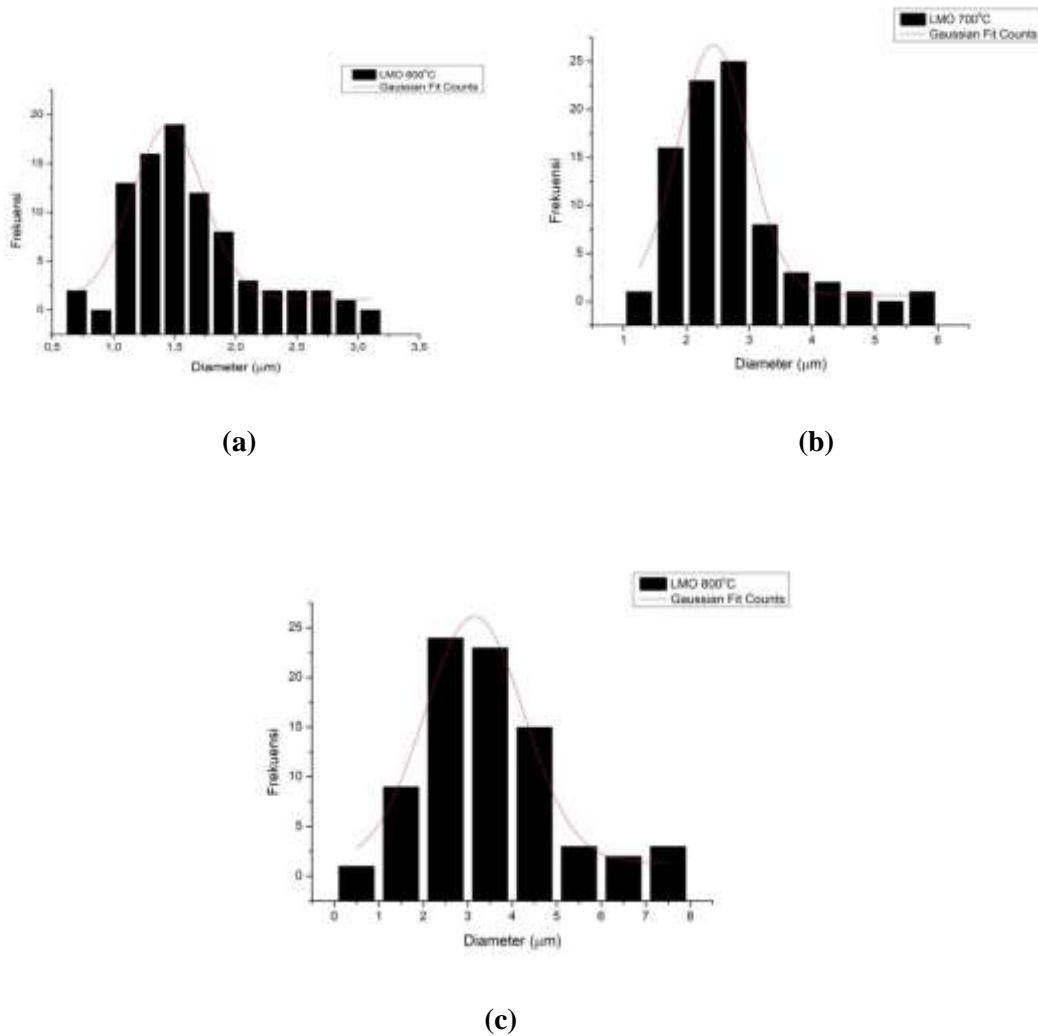 LMO 600°C
Gaussian Fit Counts
Frekuensi
20
15
10
5
0
0,5 1,0 1,5 2,0 2,5 3,0 3,5
Diameter (μm)
(a)
LMO 700°C
Gaussian Fit Counts
Frekuensi
25
20
15
10
5
0
1 2 3 4 5 6
Diameter (μm)
(b)
LMO 800°C
Gaussian Fit Counts
Frekuensi
25
20
15
10
5
0
0 1 2 3 4 5 6 7 8
Diameter (μm)
(c)